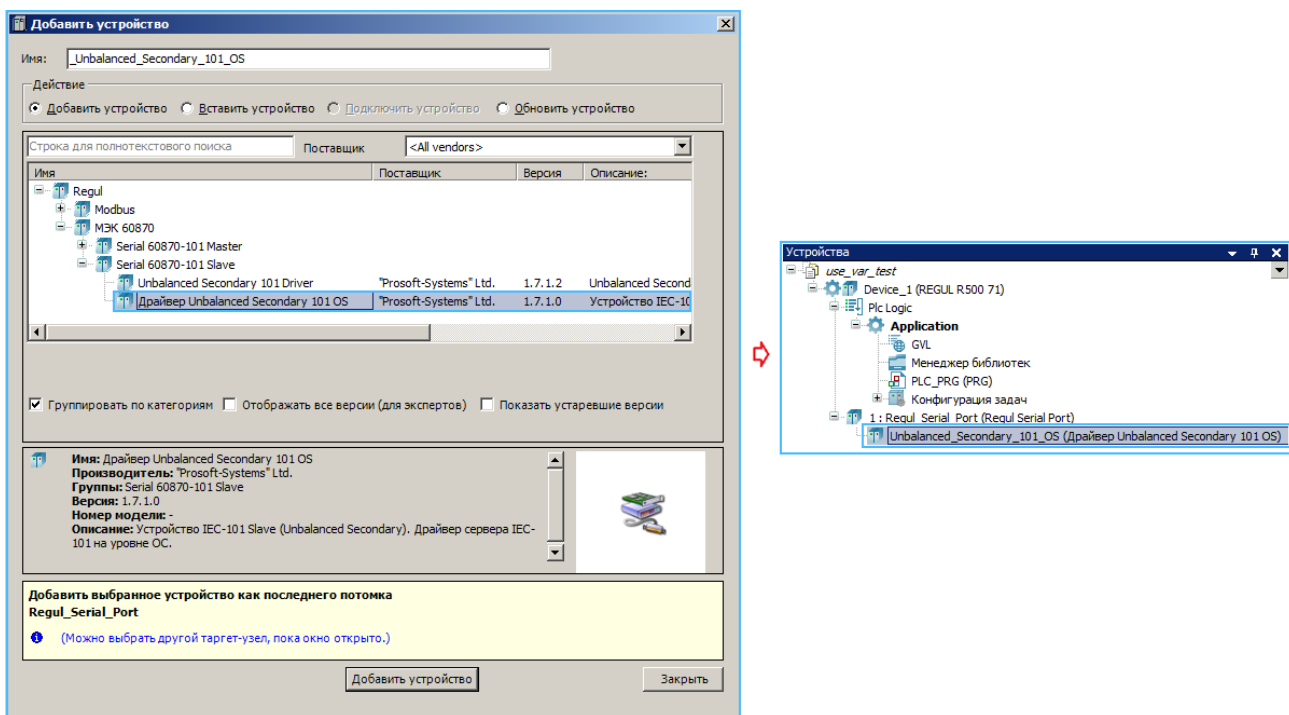 Добавить устройство
Имя: _Unbalanced_Secondary_101_OS
Действие
Добавить устройство Вставить устройство Подключить устройство Обновить устройство
Строка для полнотекстового поиска Поставщик <All vendors>
Имя Поставщик Версия Описание:
Regul
Modbus
МЭК 60870
Serial 60870-101 Master
Serial 60870-101 Slave
Unbalanced Secondary 101 Driver "Prosoft-Systems" Ltd. 1.7.1.2 Unbalanced Second
Драйвер Unbalanced Secondary 101 OS "Prosoft-Systems" Ltd. 1.7.1.0 Устройство IEC-10
Группировать по категориям Отображать все версии (для экспертов) Показать устаревшие версии
Имя: Драйвер Unbalanced Secondary 101 OS
Производитель: "Prosoft-Systems" Ltd.
Группы: Serial 60870-101 Slave
Версия: 1.7.1.0
Номер модели: -
Описание: Устройство IEC-101 Slave (Unbalanced Secondary). Драйвер сервера IEC-
101 на уровне ОС.
Добавить выбранное устройство как последнего потомка
Regul_Serial_Port
(Можно выбрать другой таргет-узел, пока окно открыто.)
Добавить устройство Закрыть
Устройства
use_var_test
Device_1 (REGUL R500 71)
Plc Logic
Application
GVL
Менеджер библиотек
PLC_PRG (PRG)
Конфигурация задач
1 : Regul_Serial_Port (Regul Serial Port)
Unbalanced_Secondary_101_OS (Драйвер Unbalanced Secondary 101 OS)